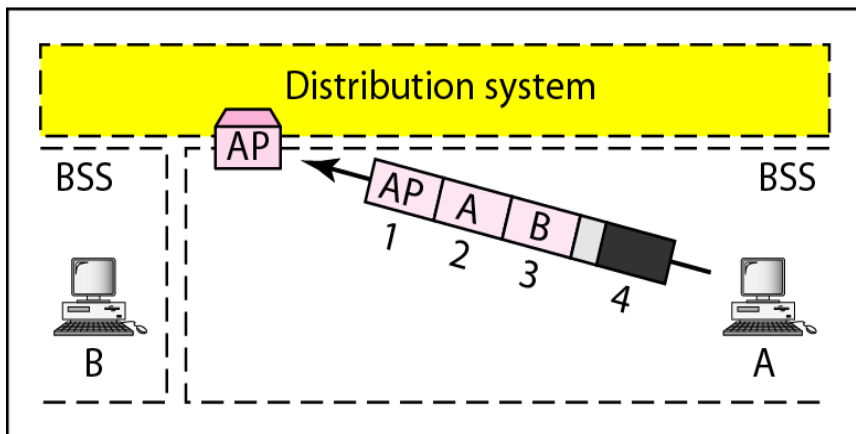 Distribution system
AP
BSS
BSS
AP A B
1 2 3 4
B
A